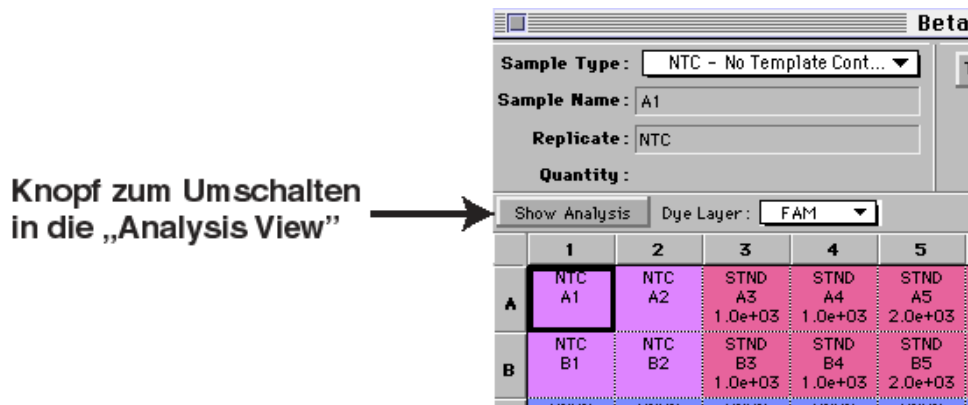 Beta
Sample Type: NTC - No Template Cont...
Sample Name: A1
Replicate: NTC
Quantity:
Knopf zum Umschalten
in die „Analysis View”
Show Analysis Dye Layer: FAM
1 2 3 4 5
NTC NTC STND STND STND
A A1 A2 A3 A4 A5
1.0e+03 1.0e+03 2.0e+03
NTC NTC STND STND STND
B B1 B2 B3 B4 B5
1.0e+03 1.0e+03 2.0e+03